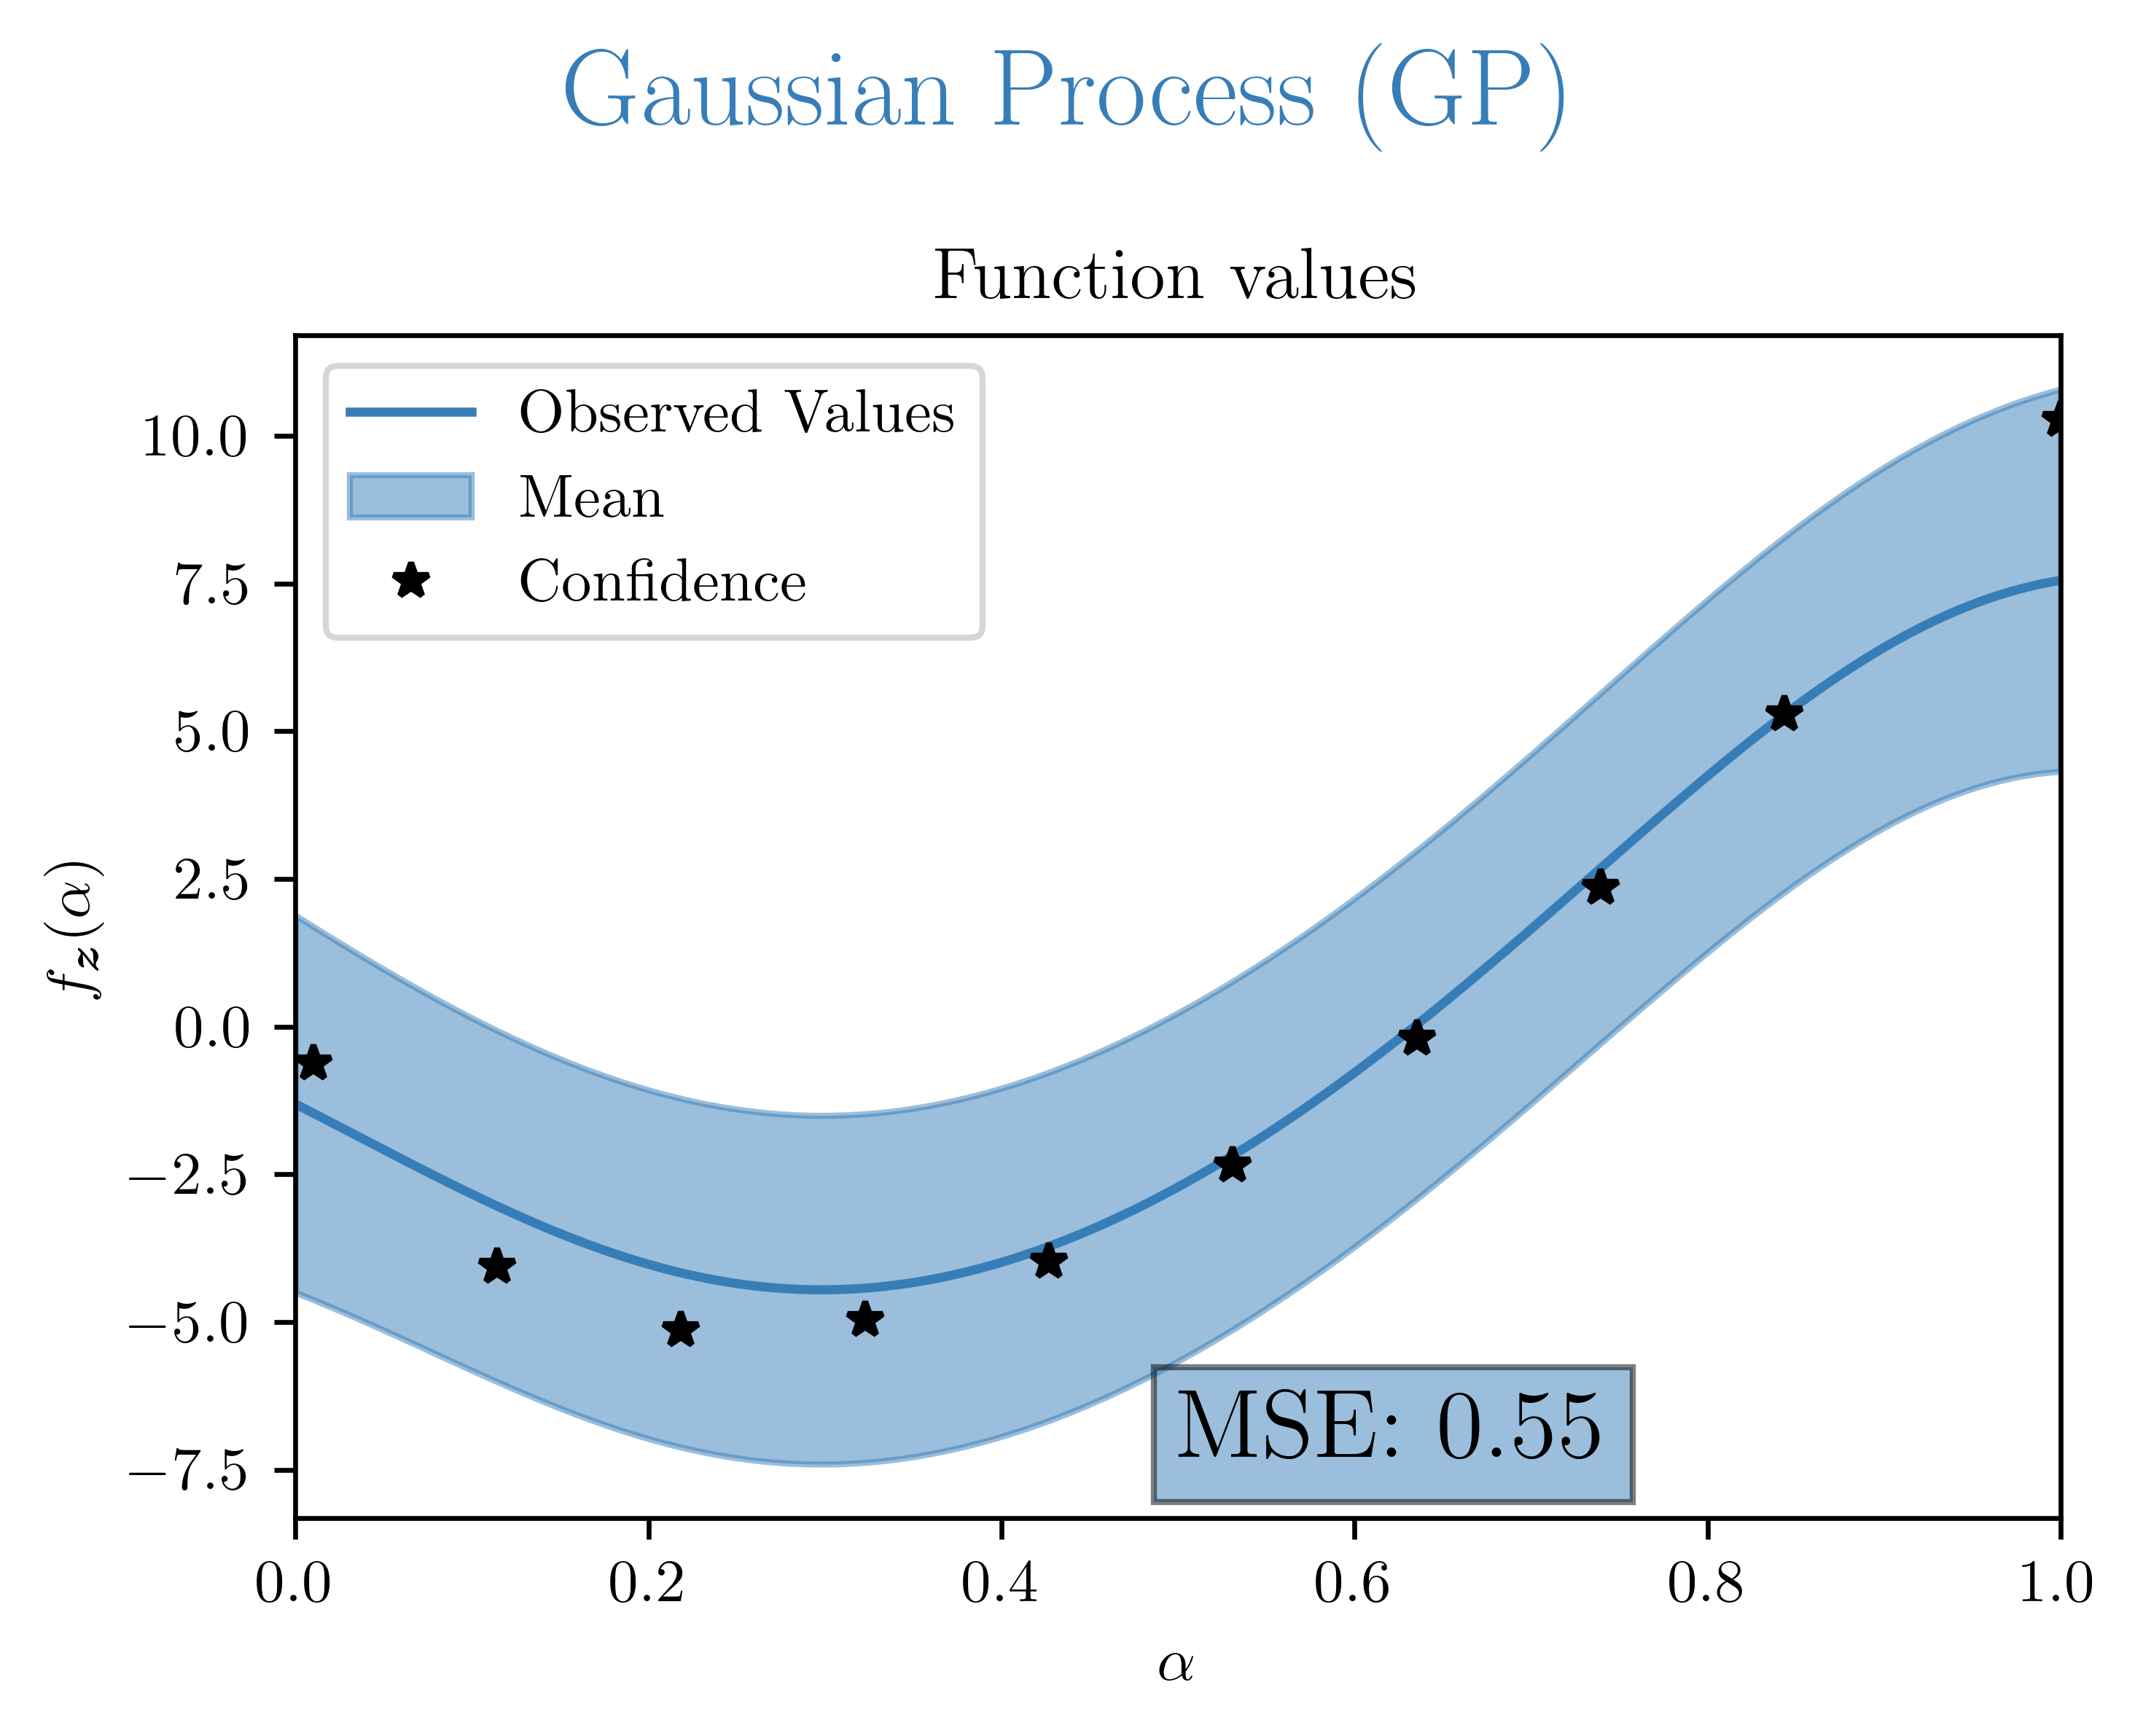 Gaussian Process (GP)
Function values
Observed Values
Mean
Confidence
10.0
7.5
5.0
2.5
0.0
−2.5
−5.0
−7.5
f𝒛(α)
MSE: 0.55
0.0 0.2 0.4 0.6 0.8 1.0
α